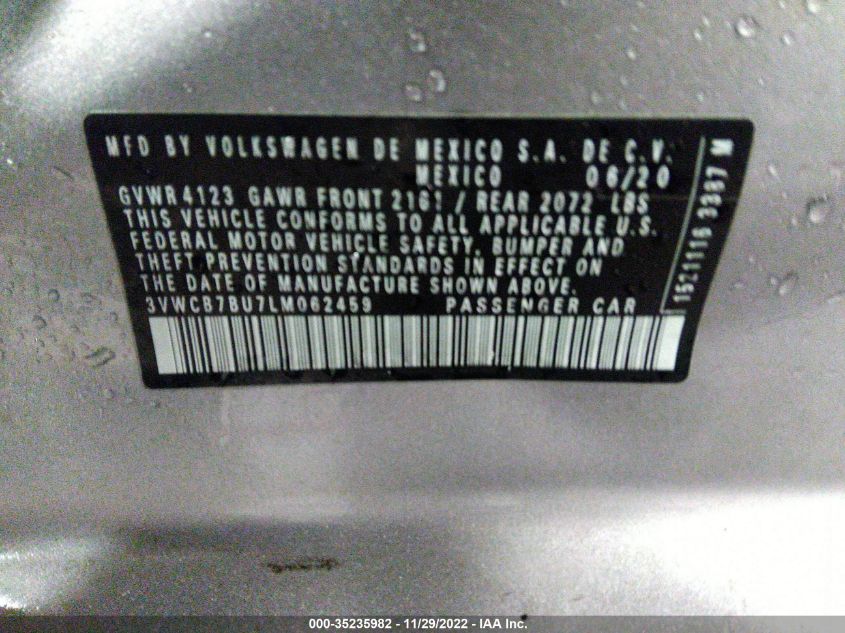 MFD BY VOLKSWAGEN DE MEXICO S.A. DE C.V.
MEXICO 06/20
GVWR 4123 GAWR FRONT 2161 / REAR 2072 LBS
THIS VEHICLE CONFORMS TO ALL APPLICABLE U.S.
FEDERAL MOTOR VEHICLE SAFETY, BUMPER AND
THEFT PREVENTION STANDARDS IN EFFECT ON
THE DATE OF MANUFACTURE SHOWN ABOVE.
3VWCB7BU7LM062459 PASSENGER CAR
3387 M
000-35235982 - 11/29/2022 - IAA Inc.